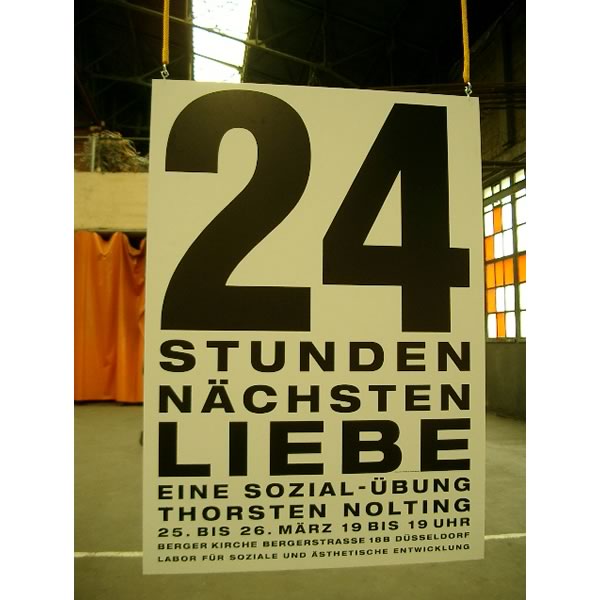 24
STUNDEN
NÄCHSTEN
LIEBE
EINE SOZIAL-ÜBUNG
THORSTEN NOLTING
25. BIS 26. MÄRZ 19 BIS 19 UHR
BERGER KIRCHE BERGERSTRASSE 18B DÜSSELDORF
LABOR FÜR SOZIALE UND ÄSTHETISCHE ENTWICKLUNG